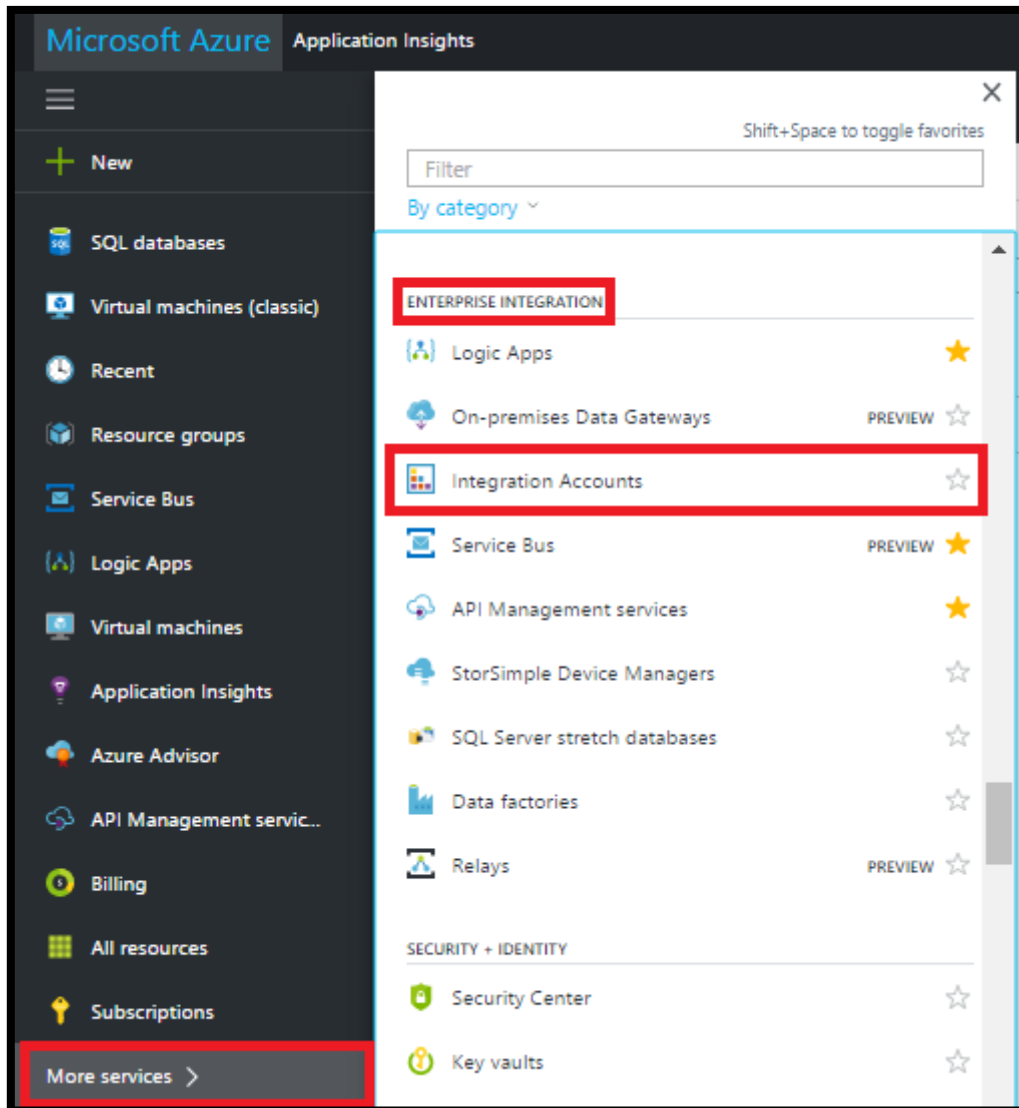 Microsoft Azure Application Insights
New
SQL databases
Virtual machines (classic)
Recent
Resource groups
Service Bus
Logic Apps
Virtual machines
Application Insights
Azure Advisor
API Management servic...
Billing
All resources
Subscriptions
More services
Shift+Space to toggle favorites
Filter
By category
ENTERPRISE INTEGRATION
Logic Apps
On-premises Data Gateways PREVIEW
Integration Accounts
Service Bus PREVIEW
API Management services
StorSimple Device Managers
SQL Server stretch databases
Data factories
Relays PREVIEW
SECURITY + IDENTITY
Security Center
Key vaults